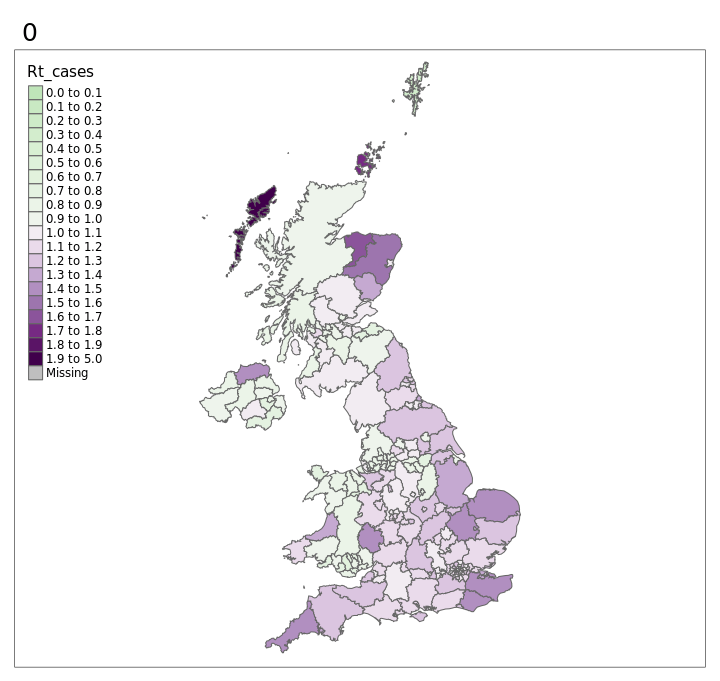 0
Rt_cases
0.0 to 0.1
0.1 to 0.2
0.2 to 0.3
0.3 to 0.4
0.4 to 0.5
0.5 to 0.6
0.6 to 0.7
0.7 to 0.8
0.8 to 0.9
0.9 to 1.0
1.0 to 1.1
1.1 to 1.2
1.2 to 1.3
1.3 to 1.4
1.4 to 1.5
1.5 to 1.6
1.6 to 1.7
1.7 to 1.8
1.8 to 1.9
1.9 to 5.0
Missing